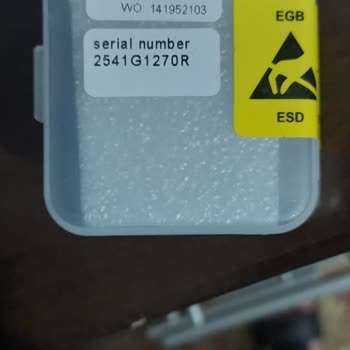 WO: 141952103
EGB
serial number
2541G1270R
ESD